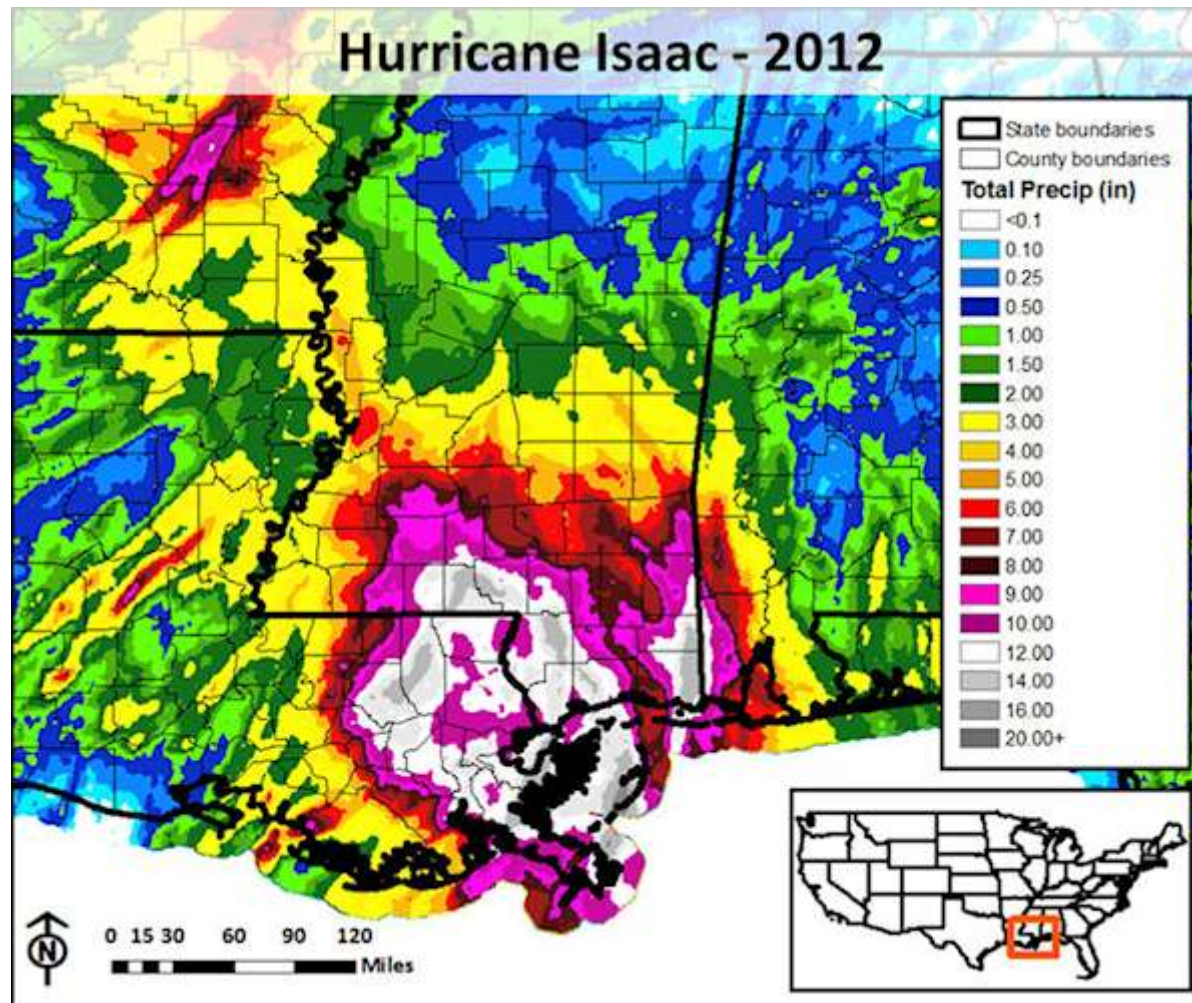 Hurricane Isaac - 2012
State boundaries
County boundaries
Total Precip (in)
<0.1
0.10
0.25
0.50
1.00
1.50
2.00
3.00
4.00
5.00
6.00
7.00
8.00
9.00
10.00
12.00
14.00
16.00
20.00+
N
0 15 30 60 90 120
Miles